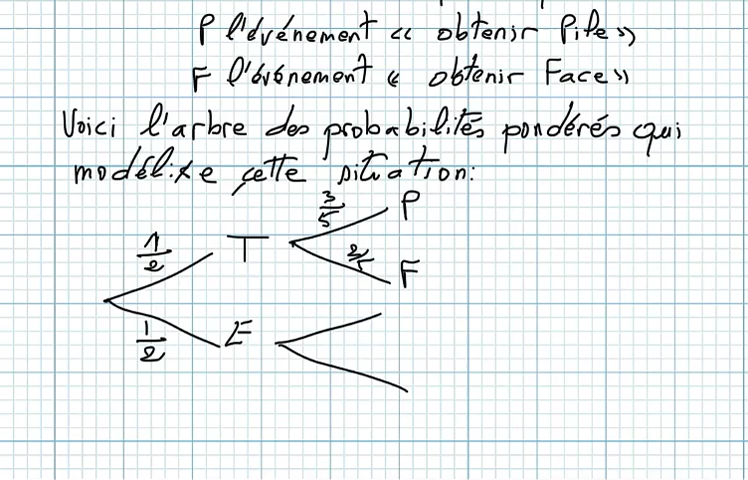 P l'événement « obtenir Pile»
F l'événement « obtenir Face»
Voici l'arbre des probabilités pondérés qui
modélise cette situation:
3/5 P
1/2 T
2/5 F
1/2 E